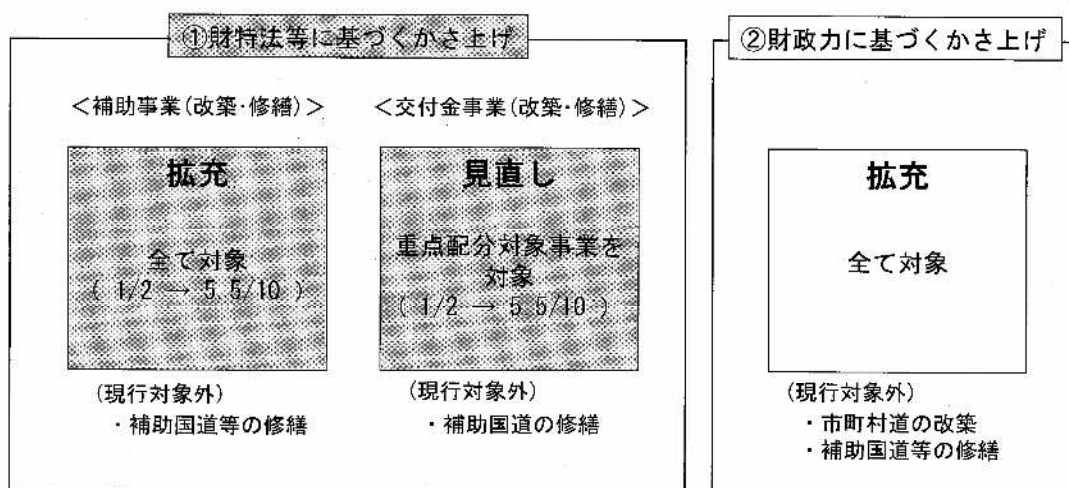 ①財特法等に基づくかさ上げ
<補助事業(改築・修繕)>
拡充
全て対象
( 1/2 → 5.5/10 )
(現行対象外)
・補助国道等の修繕
<交付金事業(改築・修繕)>
見直し
重点配分対象事業を
対象
( 1/2 → 5.5/10 )
(現行対象外)
・補助国道の修繕
②財政力に基づくかさ上げ
拡充
全て対象
(現行対象外)
・市町村道の改築
・補助国道等の修繕